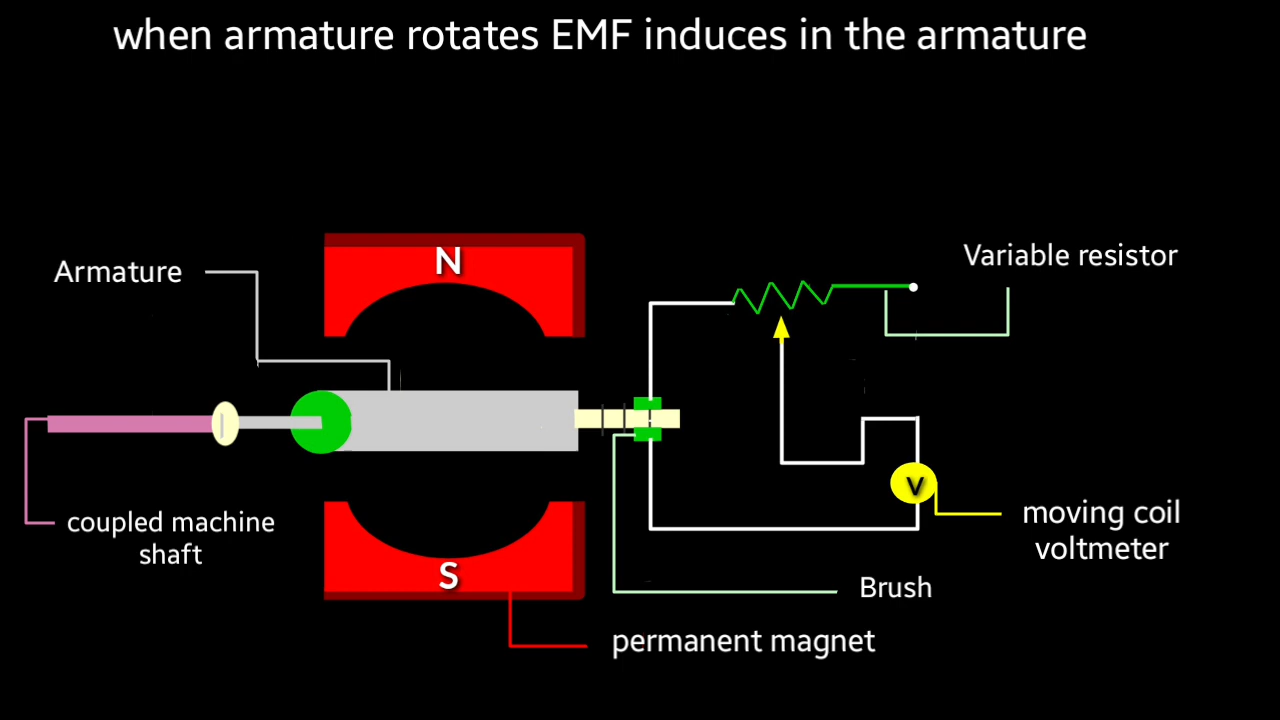 when armature rotates EMF induces in the armature
Variable resistor
N
Armature
V
moving coil
voltmeter
coupled machine
shaft
S
Brush
permanent magnet